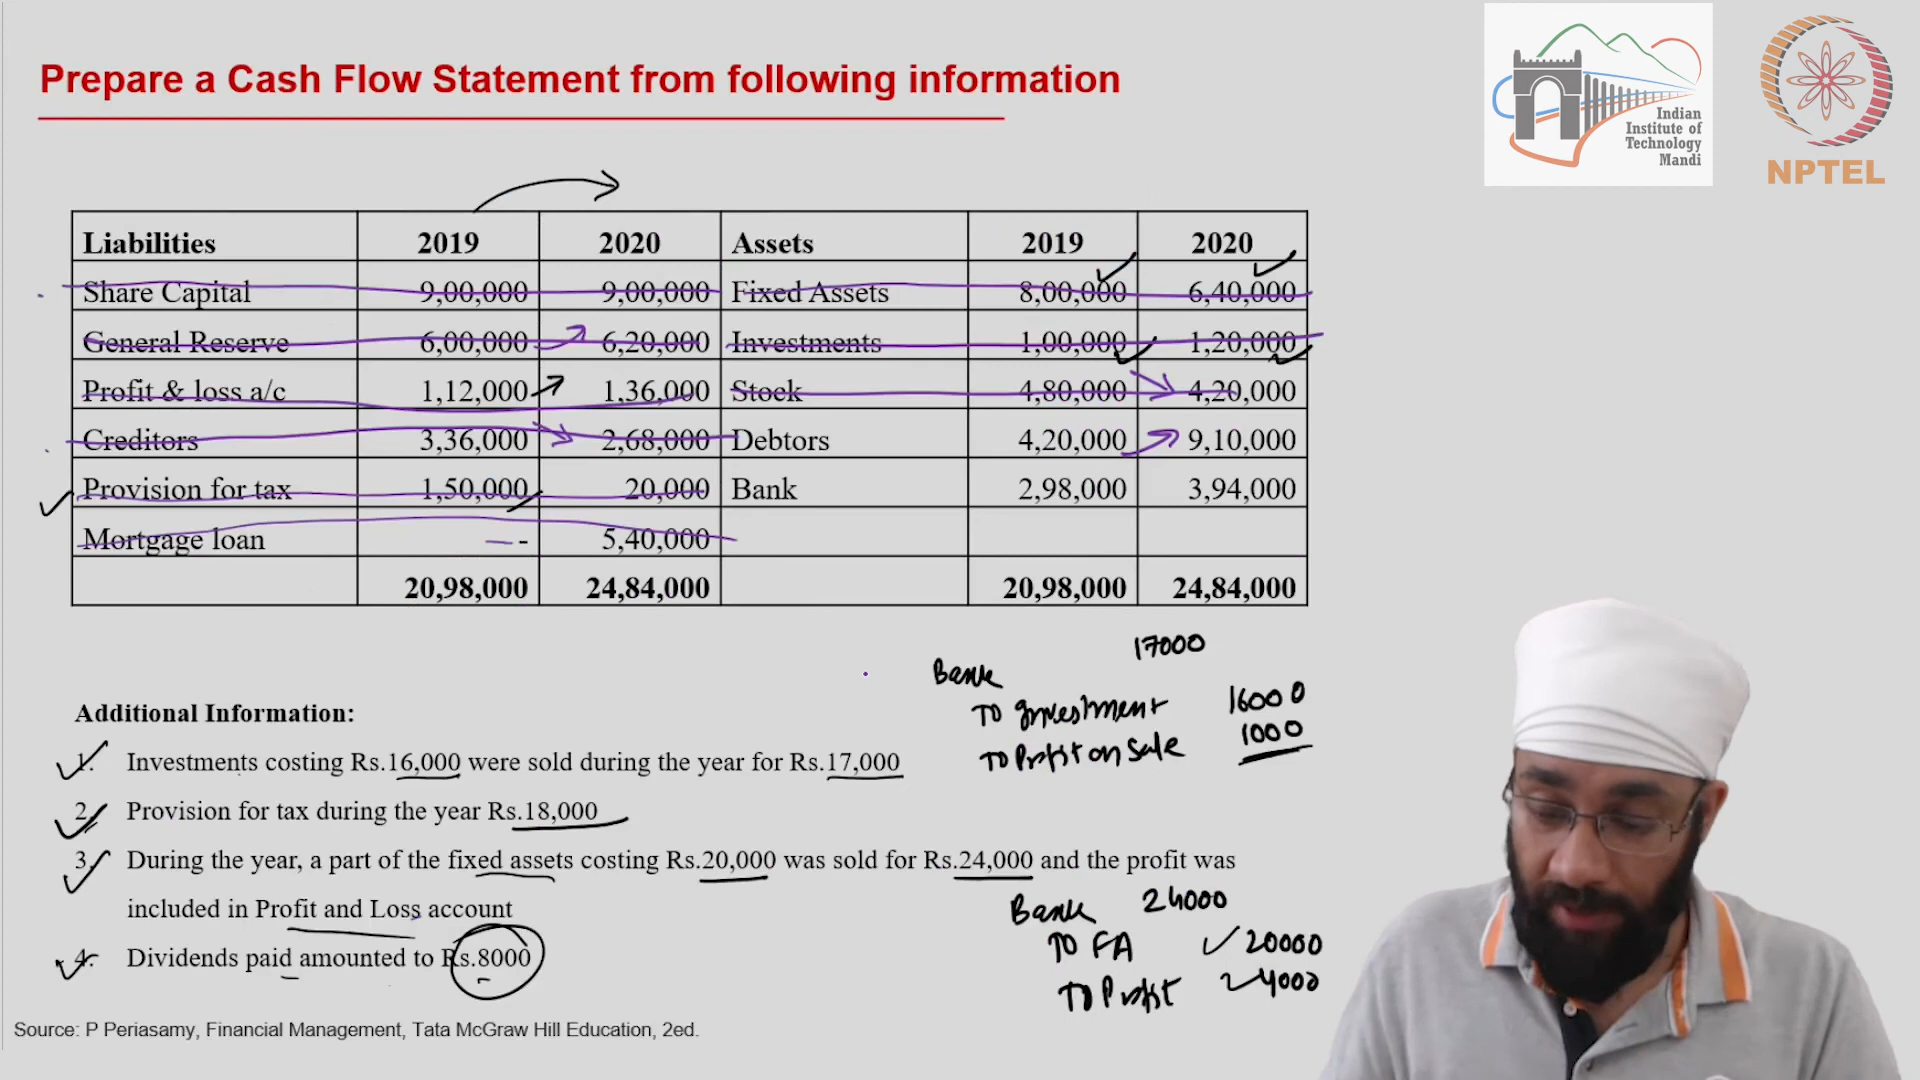 Prepare a Cash Flow Statement from following information
Indian
Institute of
Technology
Mandi
NPTEL
Liabilities 2019 2020 Assets 2019 2020
Share Capital 9,00,000 9,00,000 Fixed Assets 8,00,000 6,40,000
General Reserve 6,00,000 6,20,000 Investments 1,00,000 1,20,000
Profit & loss a/c 1,12,000 1,36,000 Stock 4,80,000 4,20,000
Creditors 3,36,000 2,68,000 Debtors 4,20,000 9,10,000
Provision for tax 1,50,000 20,000 Bank 2,98,000 3,94,000
Mortgage loan -- 5,40,000
20,98,000 24,84,000 20,98,000 24,84,000
Bank 17000
To Investment 16000
To Profit on Sale 1000
Additional Information:
1. Investments costing Rs.16,000 were sold during the year for Rs.17,000
2. Provision for tax during the year Rs.18,000
3. During the year, a part of the fixed assets costing Rs.20,000 was sold for Rs.24,000 and the profit was
included in Profit and Loss account
4. Dividends paid amounted to Rs.8000
Bank 24000
To FA 20000
To Profit 4000
Source: P Periasamy, Financial Management, Tata McGraw Hill Education, 2ed.